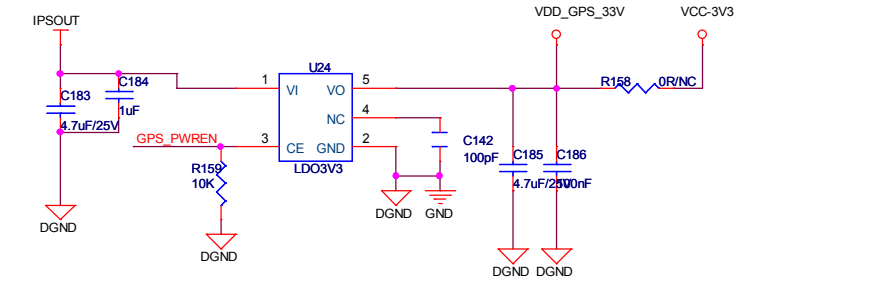 VDD_GPS_33V
VCC-3V3
IPSOUT
U24
C184
1uF
C183
4.7uF/25V
1
VI
VO
5
R158
0R/NC
NC
4
GPS_PWREN
3
CE
GND
2
LDO3V3
R159
10K
C142
100pF
C185
4.7uF/25V
C186
100nF
DGND
DGND
DGND
GND
DGND
DGND